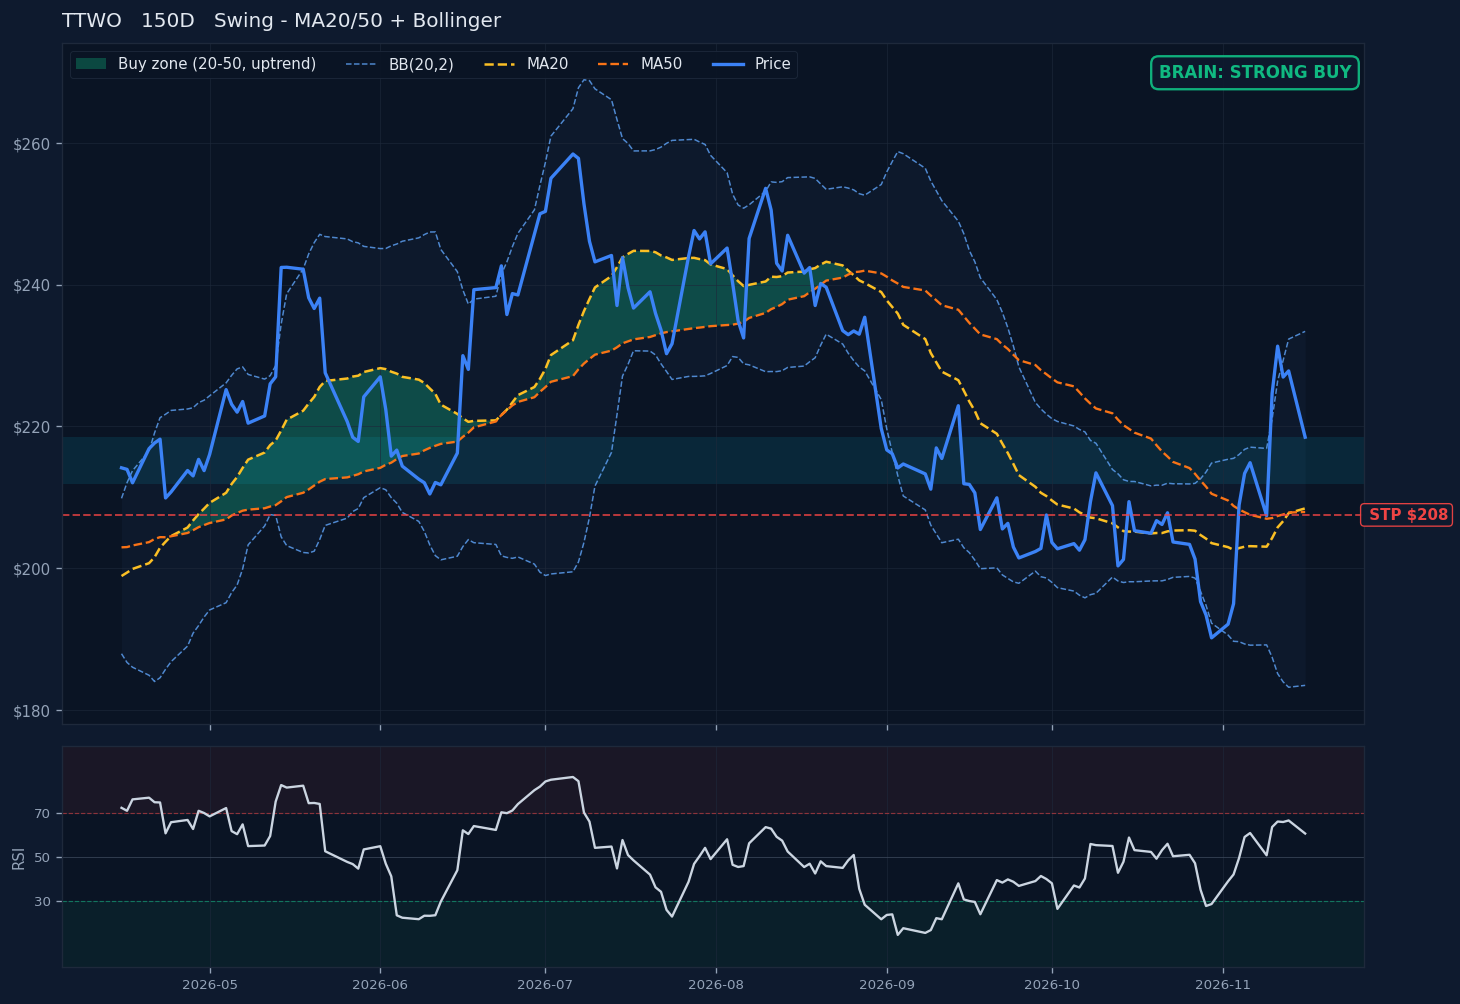 TTWO   150D   Swing - MA20/50 + Bollinger
Buy zone (20-50, uptrend)   BB(20,2)   MA20   MA50   Price
BRAIN: STRONG BUY
$260
$240
$220
$200
$180
STP $208
RSI
70
50
30
2026-05   2026-06   2026-07   2026-08   2026-09   2026-10   2026-11